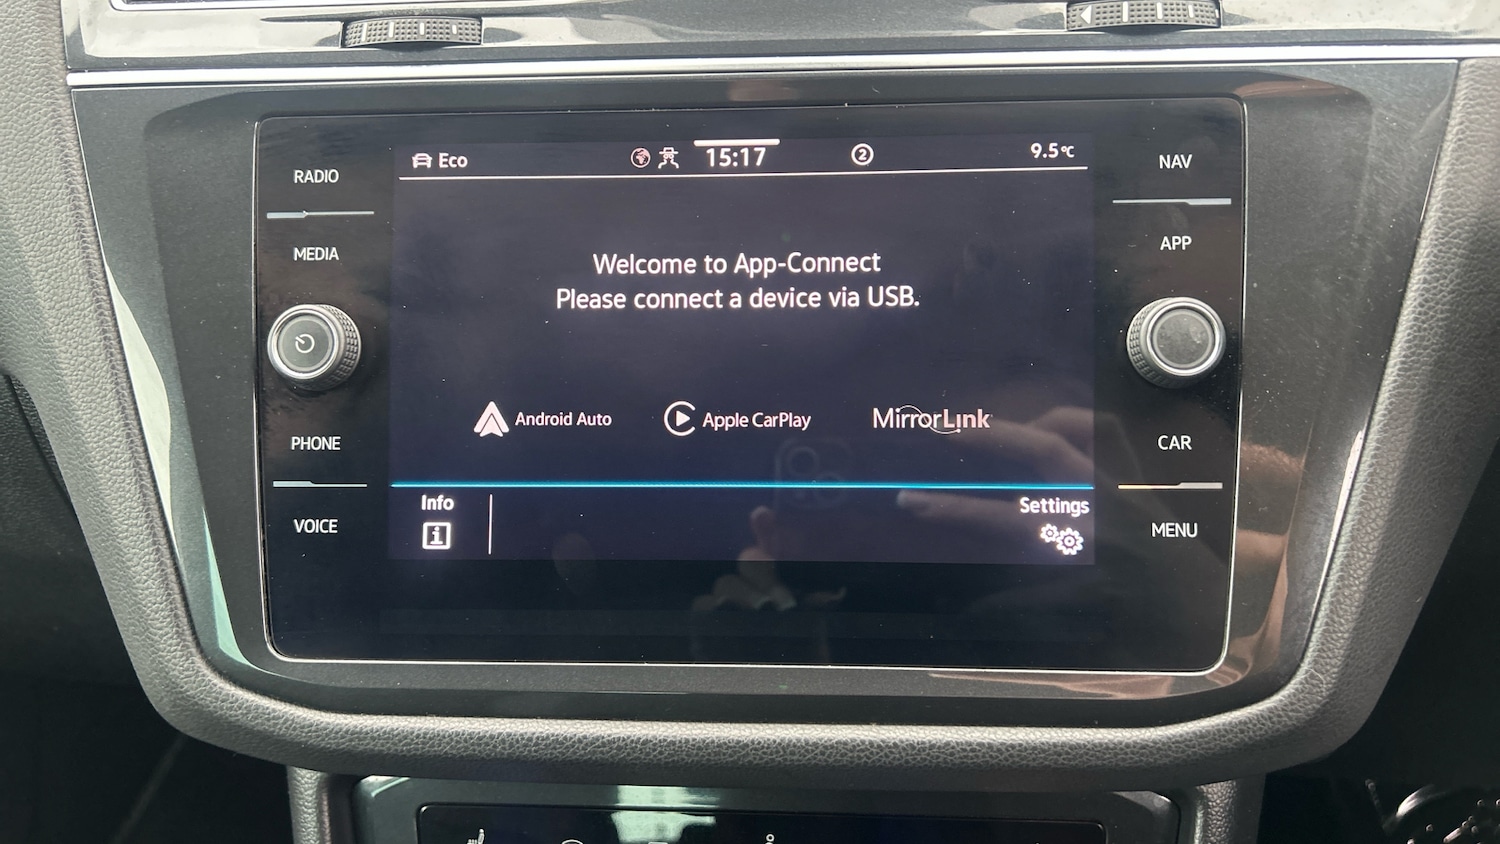 Eco 15:17 2 9.5°C
RADIO
MEDIA
PHONE
VOICE
Welcome to App-Connect
Please connect a device via USB.
Android Auto Apple CarPlay MirrorLink
Info Settings
NAV
APP
CAR
MENU